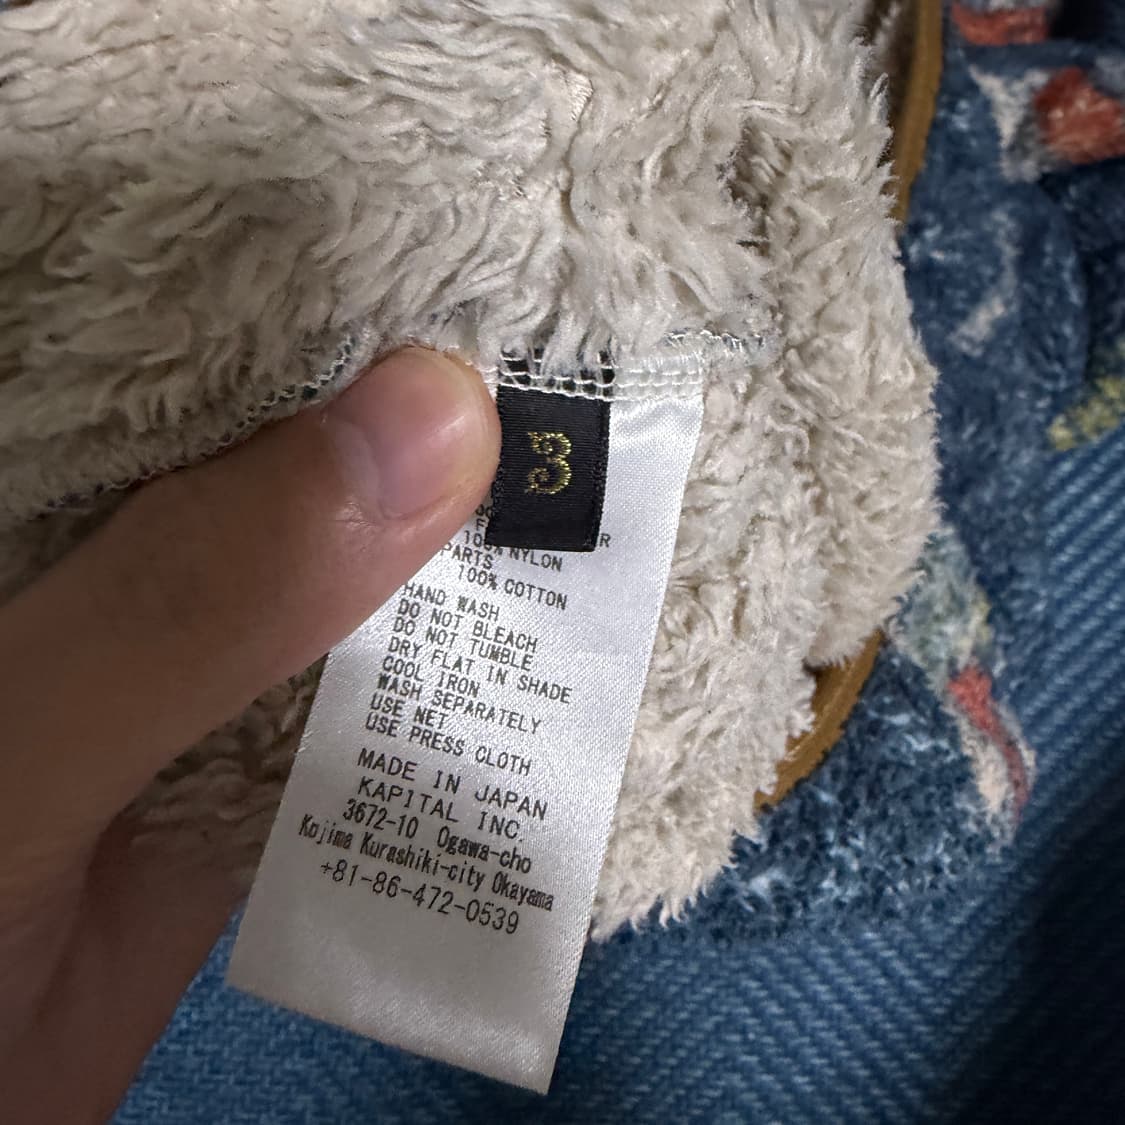 3
100% NYLON
PARTS
100% COTTON
HAND WASH
DO NOT BLEACH
DO NOT TUMBLE
DRY FLAT IN SHADE
COOL IRON
WASH SEPARATELY
USE NET
USE PRESS CLOTH
MADE IN JAPAN
KAPITAL INC.
3672-10 Ogawa-cho
Kojima Kurashiki-city Okayama
+81-86-472-0539